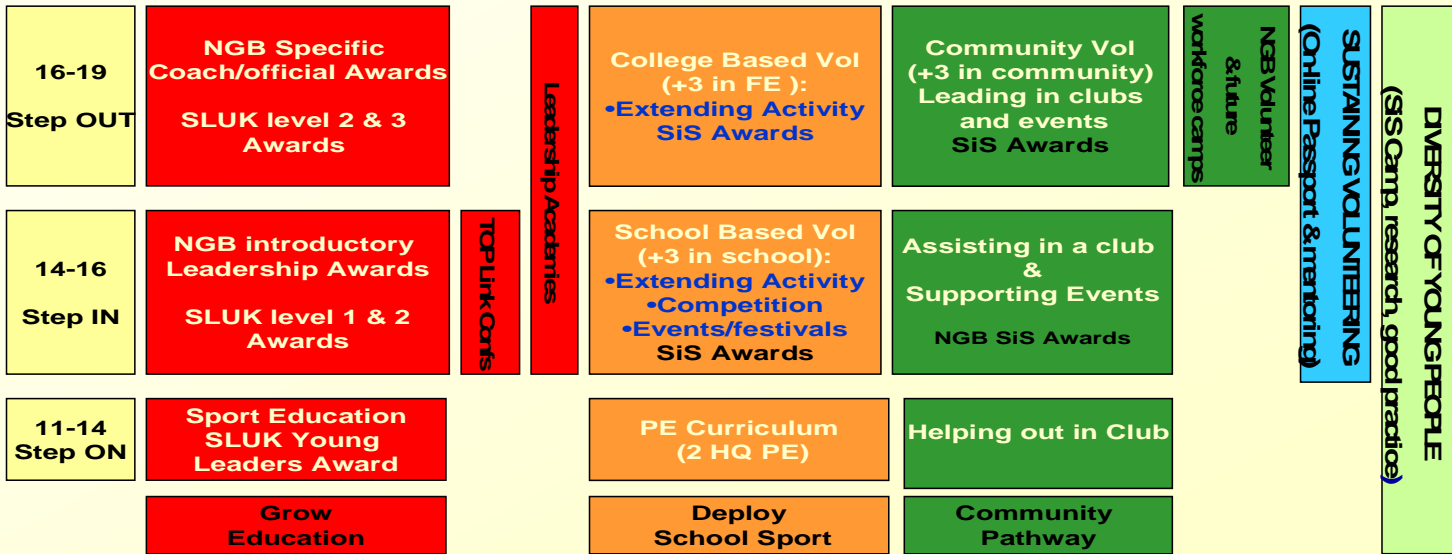 16-19
Step OUT
NGB Specific
Coach/official Awards
SLUK level 2 & 3
Awards
Leadership Academies
College Based Vol
(+3 in FE ):
•Extending Activity
SiS Awards
Community Vol
(+3 in community)
Leading in clubs
and events
SiS Awards
NGB Volunteer
& future
workforce camps
SUSTAINING VOLUNTEERING
(On-line Passport & mentoring)
DIVERSITY OF YOUNG PEOPLE
(SiS Camp, research, good practice)
14-16
Step IN
NGB introductory
Leadership Awards
SLUK level 1 & 2
Awards
TOP Link Confs
School Based Vol
(+3 in school):
•Extending Activity
•Competition
•Events/festivals
SiS Awards
Assisting in a club
&
Supporting Events
NGB SiS Awards
11-14
Step ON
Sport Education
SLUK Young
Leaders Award
PE Curriculum
(2 HQ PE)
Helping out in Club
Grow
Education
Deploy
School Sport
Community
Pathway